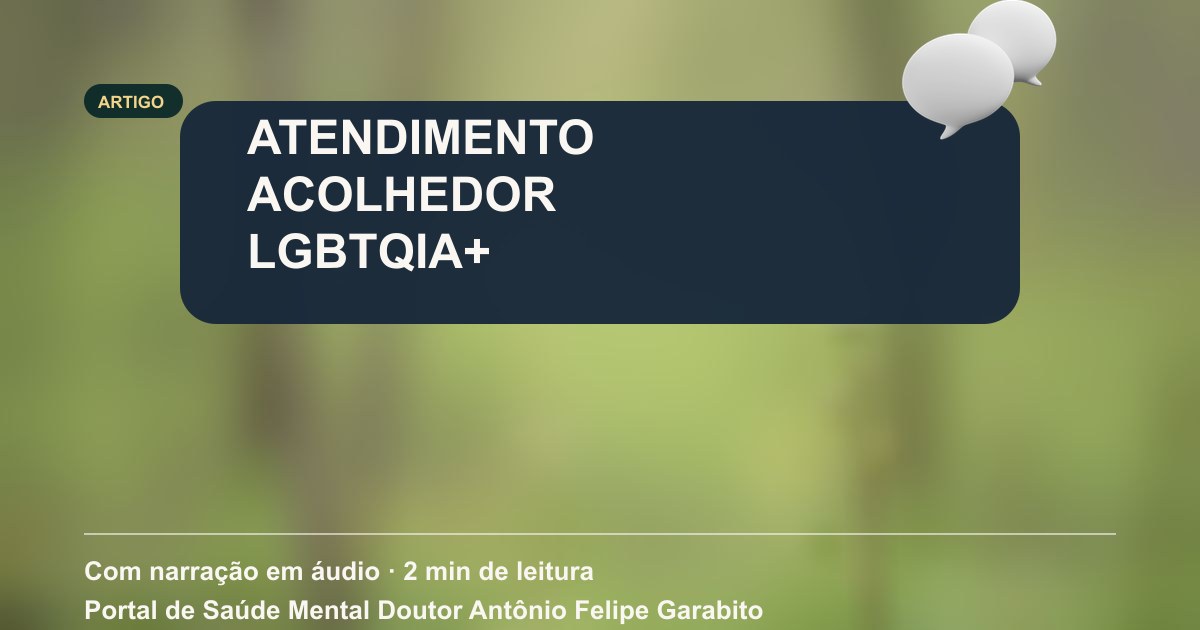 ARTIGO
ATENDIMENTO
ACOLHEDOR
LGBTQIA+
Com narração em áudio · 2 min de leitura
Portal de Saúde Mental Doutor Antônio Felipe Garabito